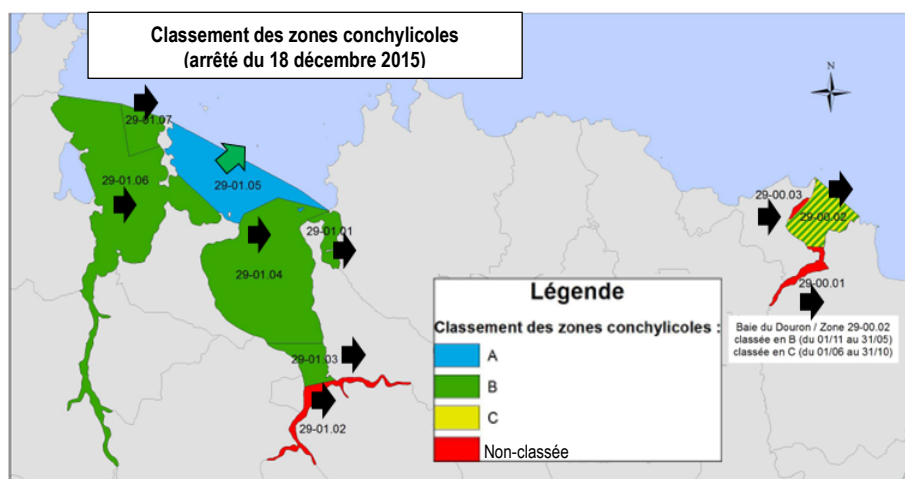 Classement des zones conchylicoles
(arrêté du 18 décembre 2015)
N
29-01.07
29-01.06
29-01.05
29-01.01
29-01.04
29-01.03
29-01.02
29-00.03
29-00.02
29-00.01
Baie du Douron / Zone 29-00.02
classée en B (du 01/11 au 31/05)
classée en C (du 01/06 au 31/10)
Légende
Classement des zones conchylicoles :
A
B
C
Non-classée